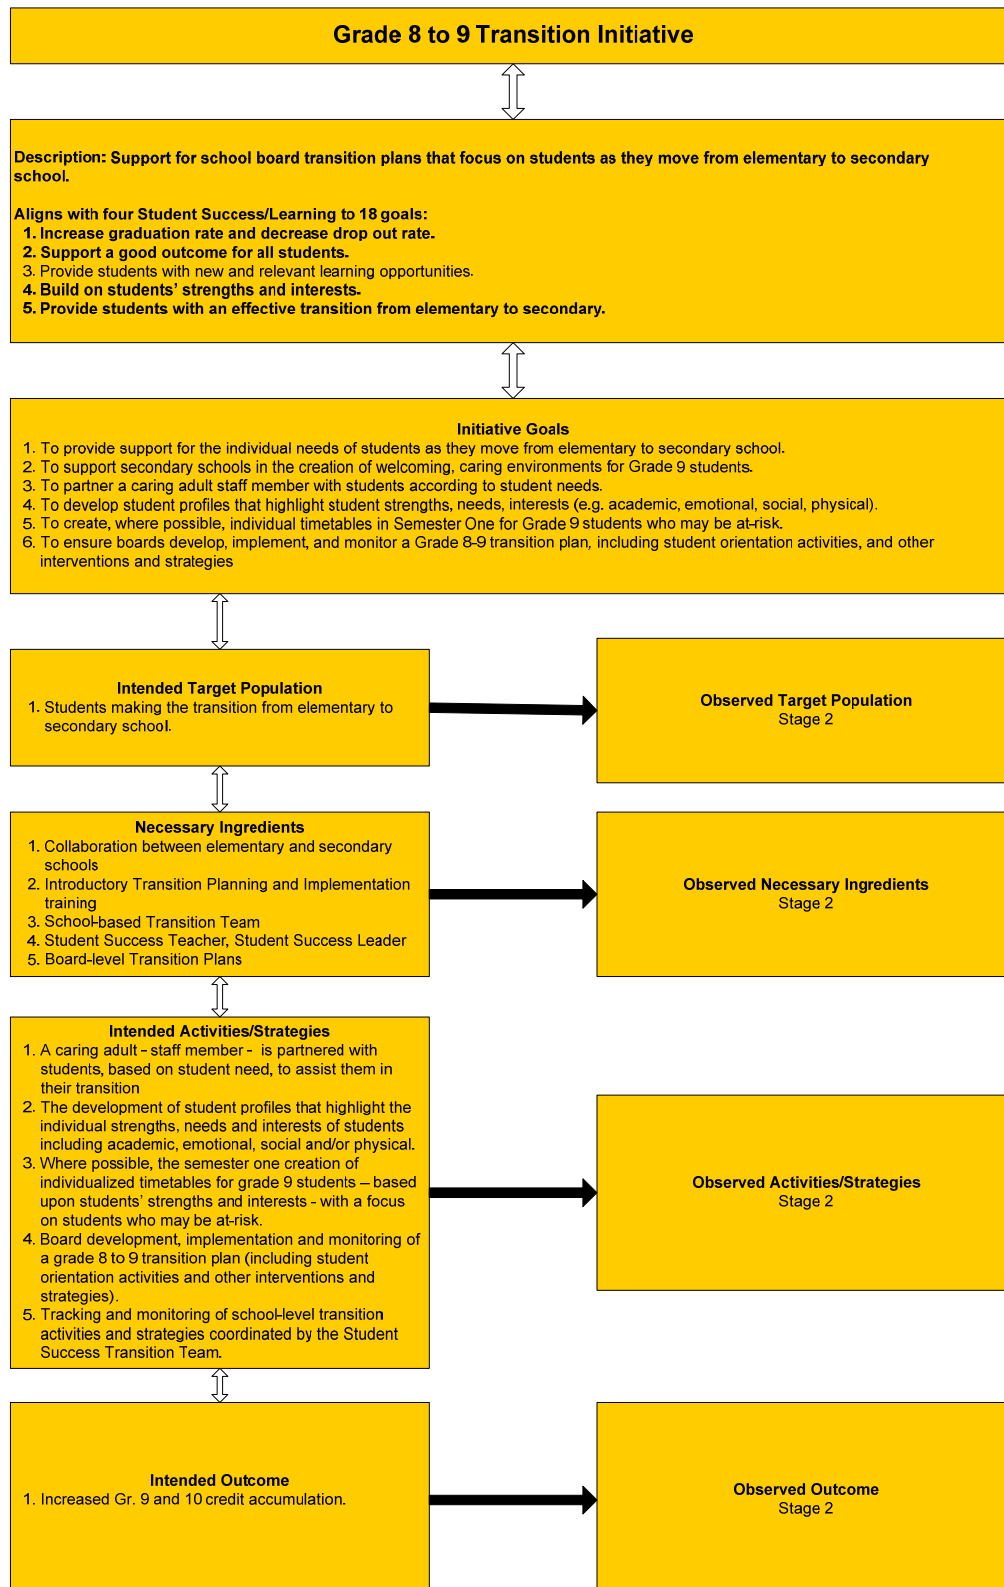 Grade 8 to 9 Transition Initiative
Description: Support for school board transition plans that focus on students as they move from elementary to secondary
school.
Aligns with four Student Success/Learning to 18 goals:
1. Increase graduation rate and decrease drop out rate.
2. Support a good outcome for all students.
3. Provide students with new and relevant learning opportunities.
4. Build on students’ strengths and interests.
5. Provide students with an effective transition from elementary to secondary.
Initiative Goals
1. To provide support for the individual needs of students as they move from elementary to secondary school.
2. To support secondary schools in the creation of welcoming, caring environments for Grade 9 students.
3. To partner a caring adult staff member with students according to student needs.
4. To develop student profiles that highlight student strengths, needs, interests (e.g. academic, emotional, social, physical).
5. To create, where possible, individual timetables in Semester One for Grade 9 students who may be at-risk.
6. To ensure boards develop, implement, and monitor a Grade 8-9 transition plan, including student orientation activities, and other
interventions and strategies
Intended Target Population
1. Students making the transition from elementary to
secondary school.
Observed Target Population
Stage 2
Necessary Ingredients
1. Collaboration between elementary and secondary
schools
2. Introductory Transition Planning and Implementation
training
3. School-based Transition Team
4. Student Success Teacher, Student Success Leader
5. Board-level Transition Plans
Observed Necessary Ingredients
Stage 2
Intended Activities/Strategies
1. A caring adult - staff member - is partnered with
students, based on student need, to assist them in
their transition
2. The development of student profiles that highlight the
individual strengths, needs and interests of students
including academic, emotional, social and/or physical.
3. Where possible, the semester one creation of
individualized timetables for grade 9 students – based
upon students’ strengths and interests - with a focus
on students who may be at-risk.
4. Board development, implementation and monitoring of
a grade 8 to 9 transition plan (including student
orientation activities and other interventions and
strategies).
5. Tracking and monitoring of school-level transition
activities and strategies coordinated by the Student
Success Transition Team.
Observed Activities/Strategies
Stage 2
Intended Outcome
1. Increased Gr. 9 and 10 credit accumulation.
Observed Outcome
Stage 2